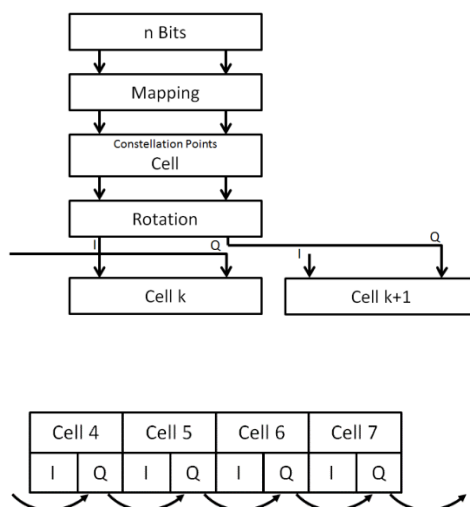 n Bits
Mapping
Constellation Points
Cell
Rotation
I Q I Q
Cell k Cell k+1
Cell 4 Cell 5 Cell 6 Cell 7
I Q I Q I Q I Q